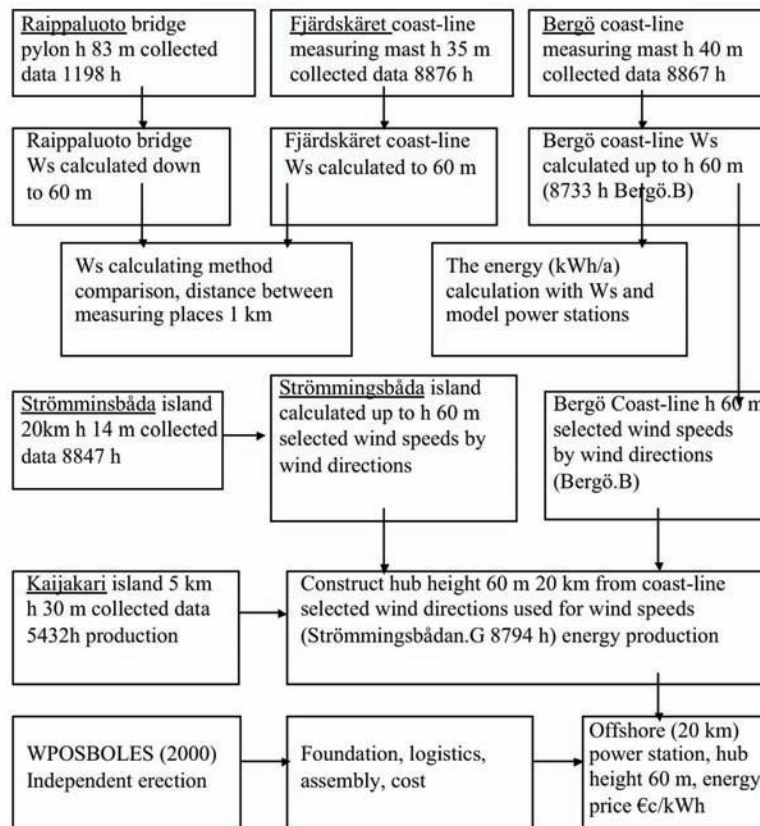 Raippaluoto bridge
pylon h 83 m collected
data 1198 h
Fjärdskäret coast-line
measuring mast h 35 m
collected data 8876 h
Bergö coast-line
measuring mast h 40 m
collected data 8867 h
Raippaluoto bridge
Ws calculated down
to 60 m
Fjärdskäret coast-line
Ws calculated to 60 m
Bergö coast-line Ws
calculated up to h 60 m
(8733 h Bergö.B)
Ws calculating method
comparison, distance between
measuring places 1 km
The energy (kWh/a)
calculation with Ws and
model power stations
Strömminsbåda island
20km h 14 m collected
data 8847 h
Strömmingsbåda island
calculated up to h 60 m
selected wind speeds by
wind directions
Bergö Coast-line h 60 m
selected wind speeds
by wind directions
(Bergö.B)
Kaijakari island 5 km
h 30 m collected data
5432h production
Construct hub height 60 m 20 km from coast-line
selected wind directions used for wind speeds
(Strömmingsbådan.G 8794 h) energy production
WPOSBOLES (2000)
Independent erection
Foundation, logistics,
assembly, cost
Offshore (20 km)
power station, hub
height 60 m, energy
price €c/kWh